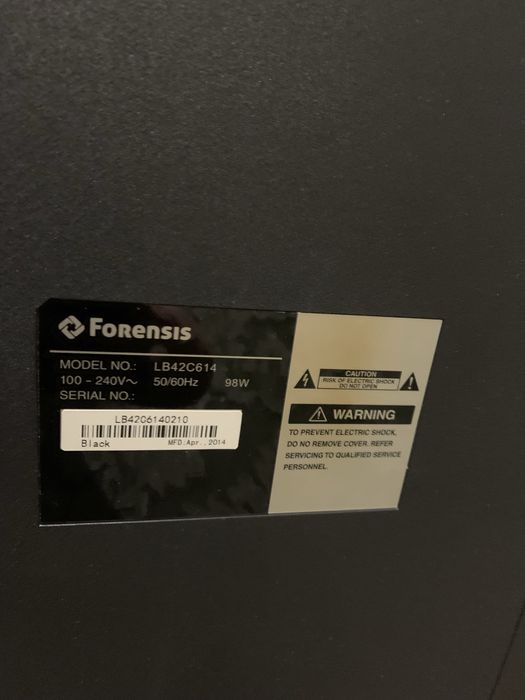 FORENSIS
MODEL NO.: LB42C614
100 - 240V~ 50/60Hz 98W
SERIAL NO.:
LB42C6140210
Black MFD:Apr.,2014
CAUTION
RISK OF ELECTRIC SHOCK
DO NOT OPEN
WARNING
TO PREVENT ELECTRIC SHOCK,
DO NOT REMOVE COVER. REFER
SERVICING TO QUALIFIED SERVICE
PERSONNEL.